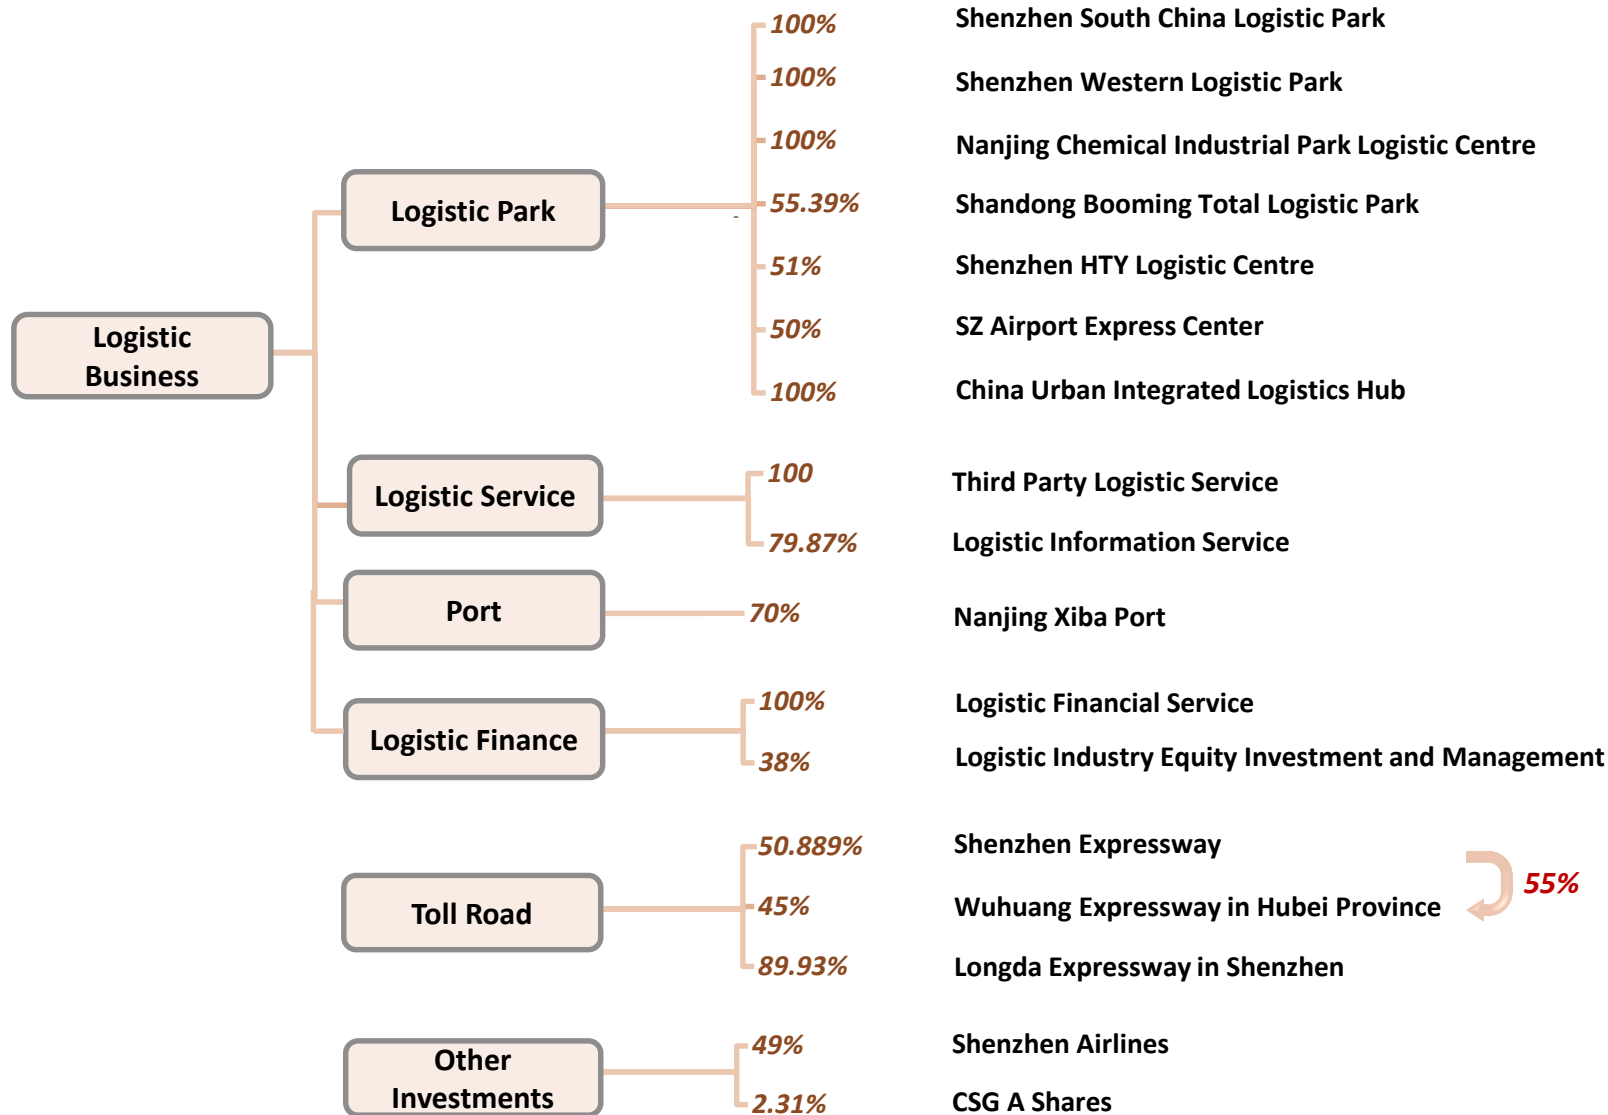 100% Shenzhen South China Logistic Park
100% Shenzhen Western Logistic Park
100% Nanjing Chemical Industrial Park Logistic Centre
Logistic Park
55.39% Shandong Booming Total Logistic Park
51% Shenzhen HTY Logistic Centre
50% SZ Airport Express Center
100% China Urban Integrated Logistics Hub
Logistic
Business
Logistic Service
100 Third Party Logistic Service
79.87% Logistic Information Service
Port
70% Nanjing Xiba Port
Logistic Finance
100% Logistic Financial Service
38% Logistic Industry Equity Investment and Management
Toll Road
50.889% Shenzhen Expressway
55%
45% Wuhuang Expressway in Hubei Province
89.93% Longda Expressway in Shenzhen
Other
Investments
49% Shenzhen Airlines
2.31% CSG A Shares